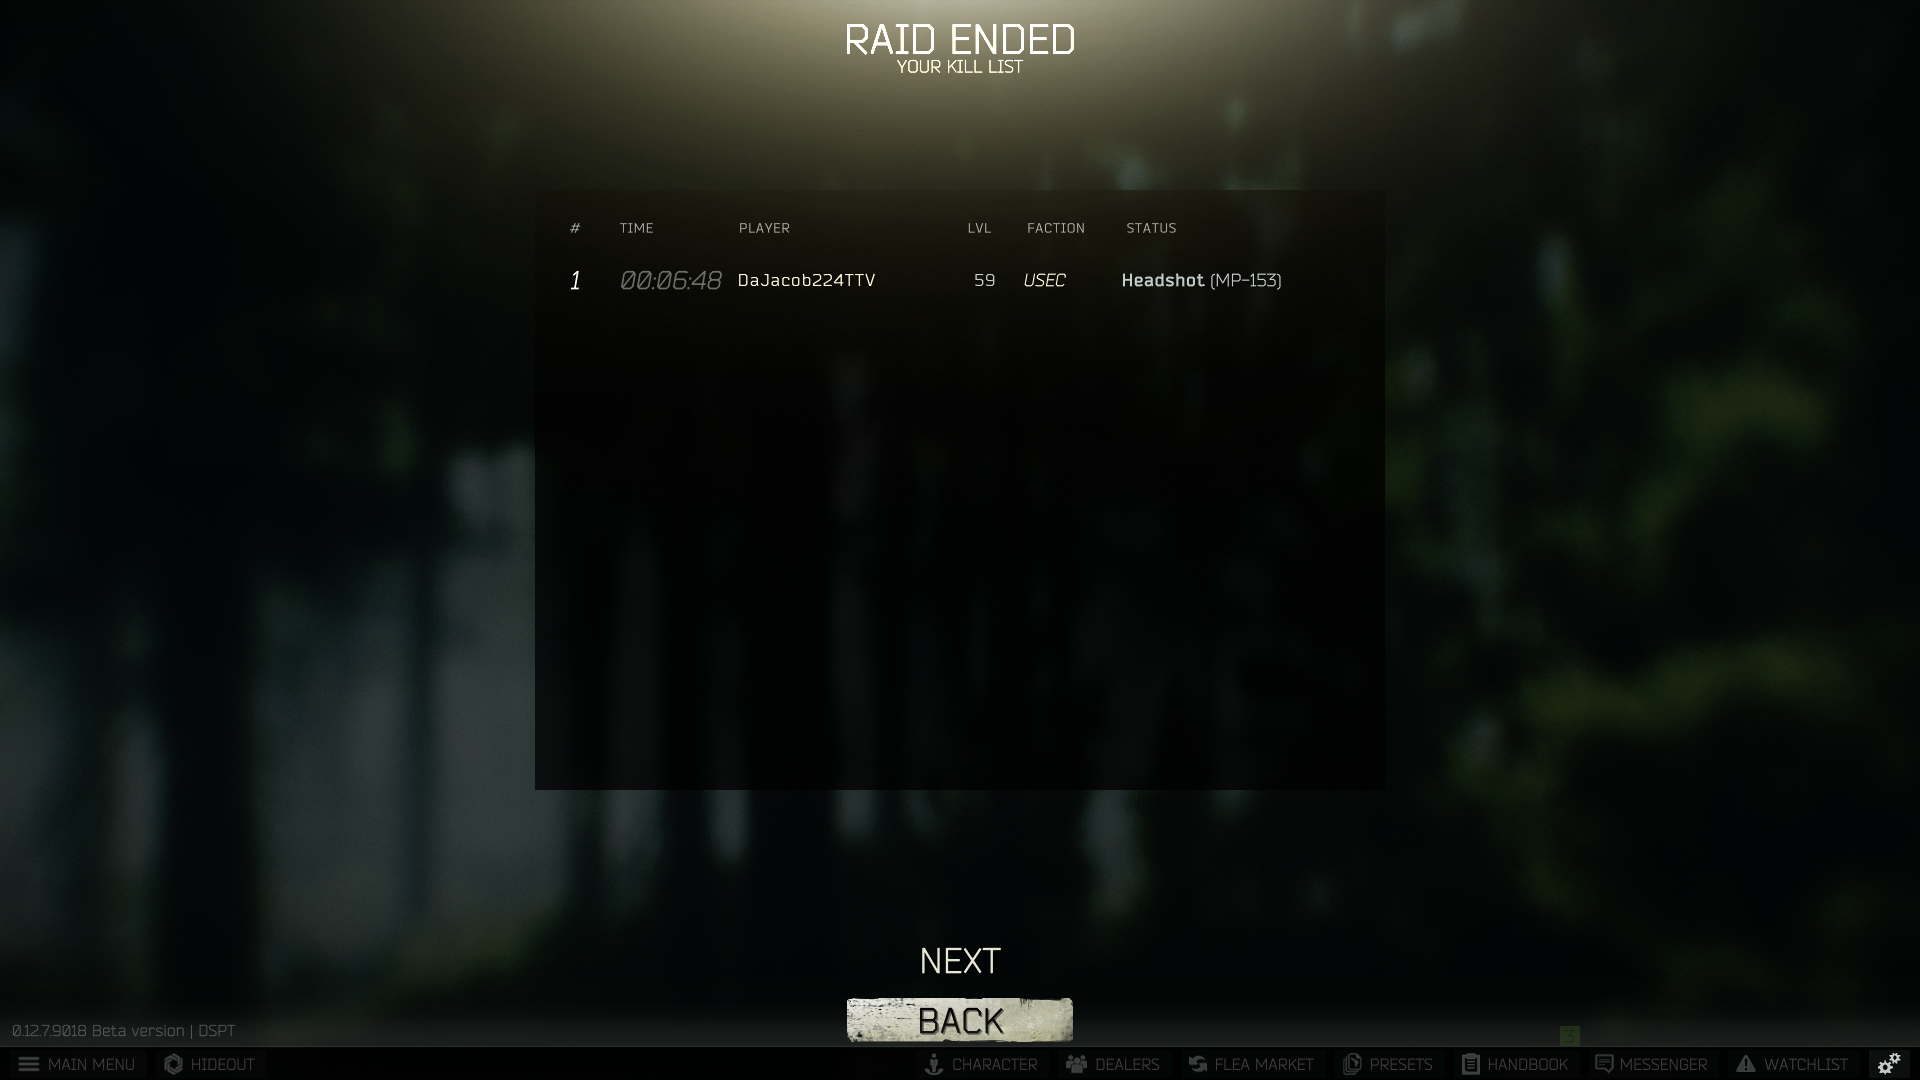 RAID ENDED
YOUR KILL LIST
# TIME PLAYER LVL FACTION STATUS
1 00:06:48 DaJacob224TTV 59 USEC Headshot (MP-153)
NEXT
BACK
0.12.7.9018 Beta version | DSPT
3
MAIN MENU HIDEOUT CHARACTER DEALERS FLEA MARKET PRESETS HANDBOOK MESSENGER WATCHLIST